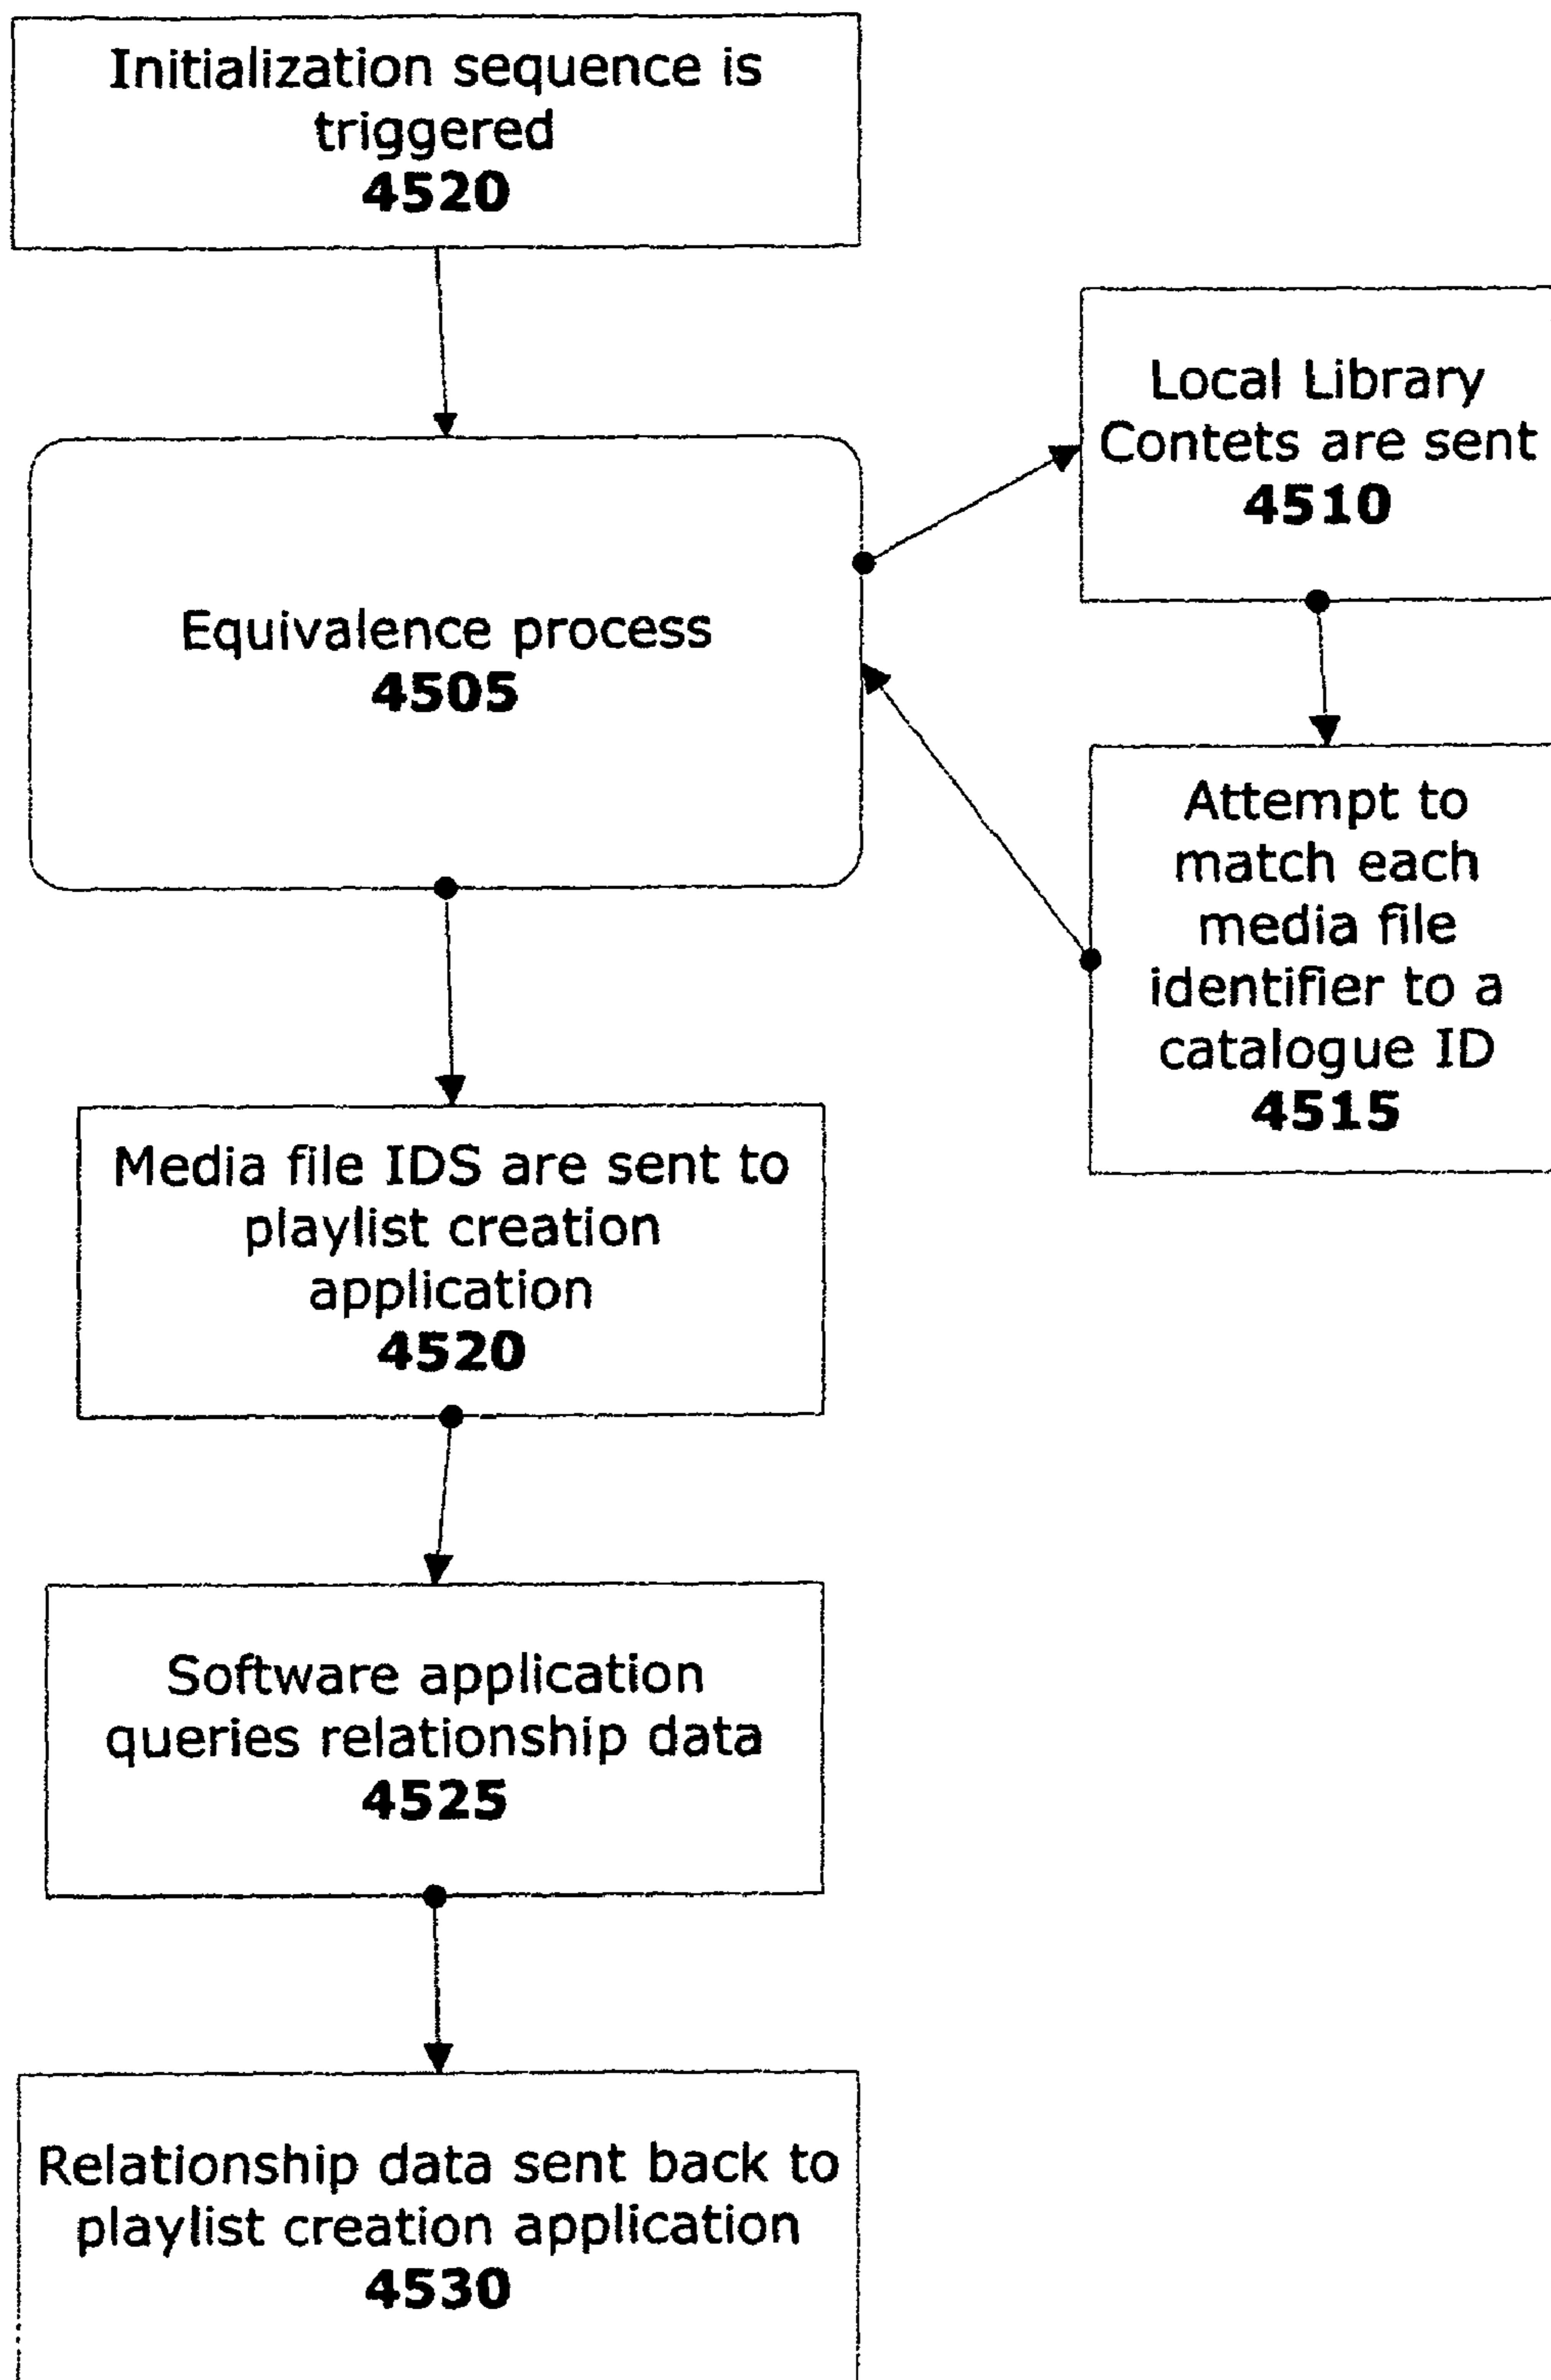 Initialization sequence is
triggered
4520
Local Library
Contets are sent
4510
Equivalence process
4505
Attempt to
match each
media file
identifier to a
catalogue ID
4515
Media file IDS are sent to
playlist creation
application
4520
Software application
queries relationship data
4525
Relationship data sent back to
playlist creation application
4530